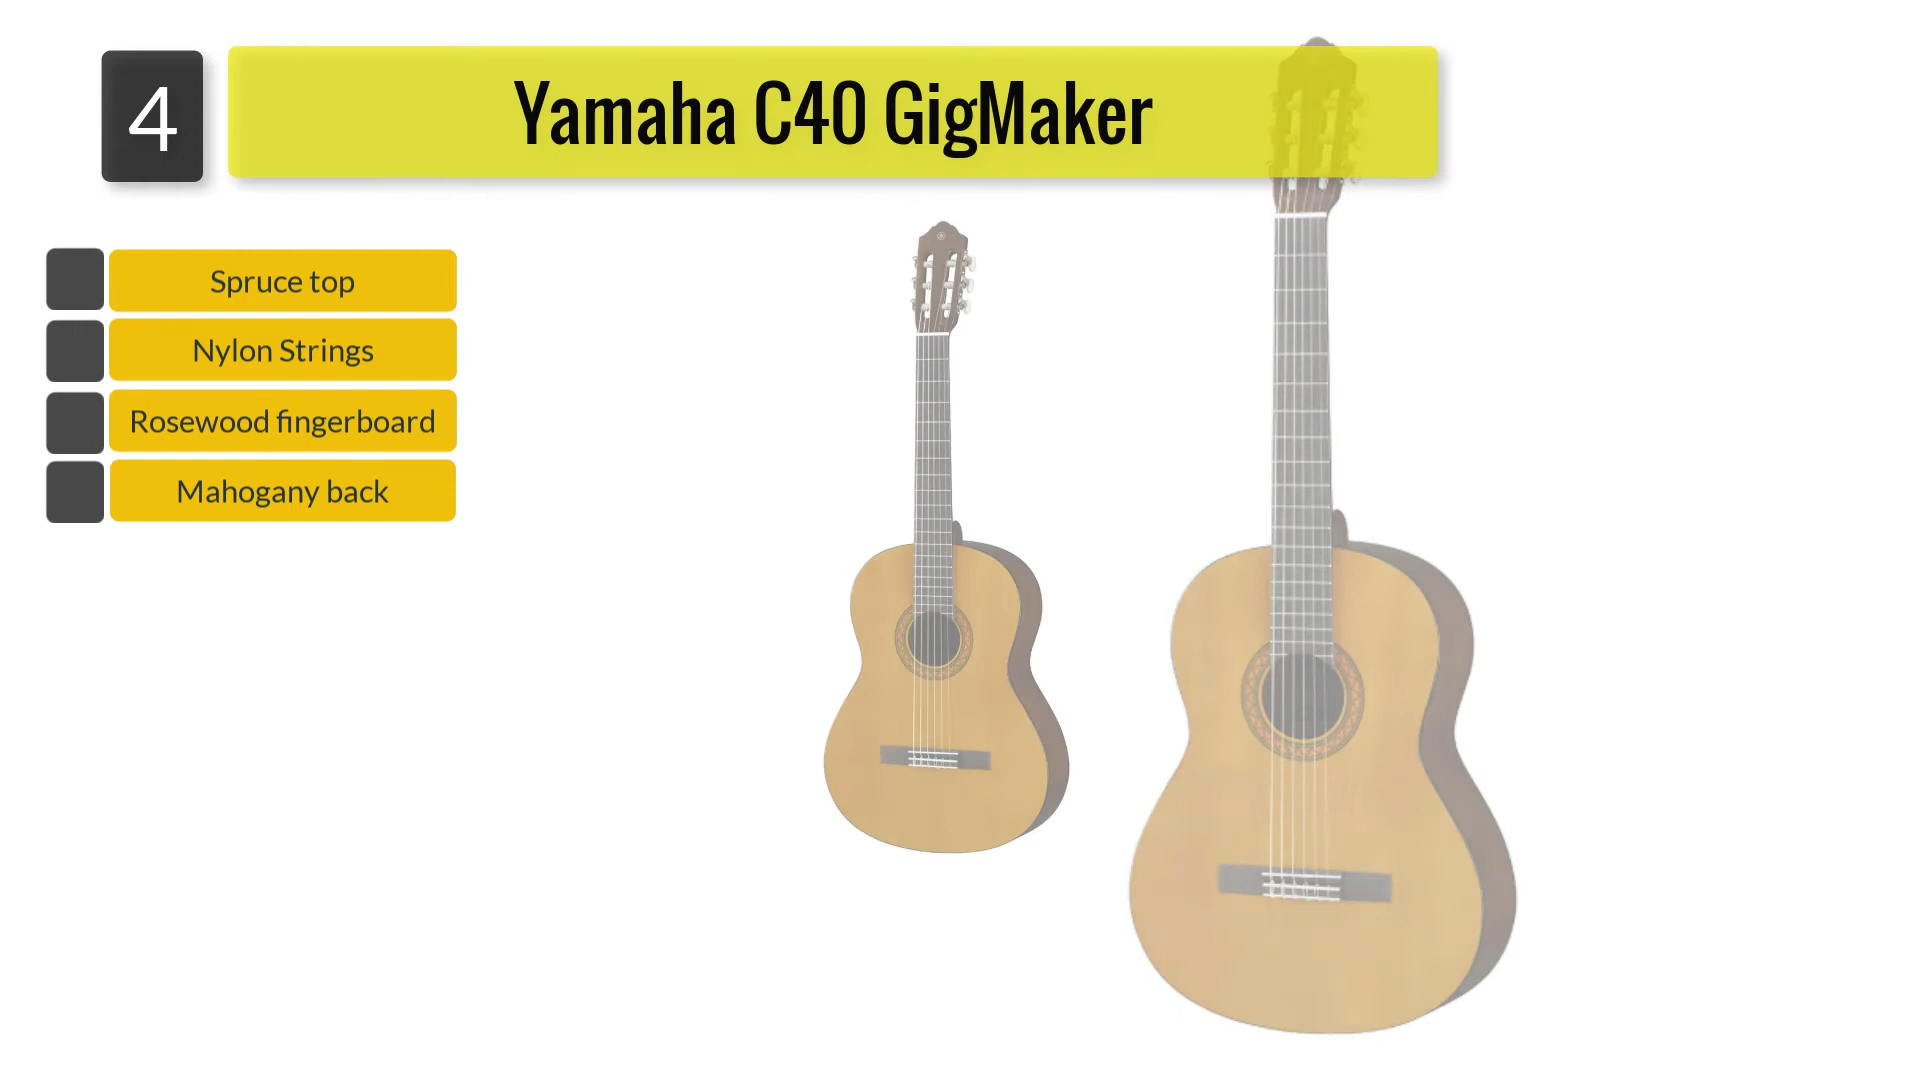 4
Yamaha C40 GigMaker
Spruce top
Nylon Strings
Rosewood fingerboard
Mahogany back